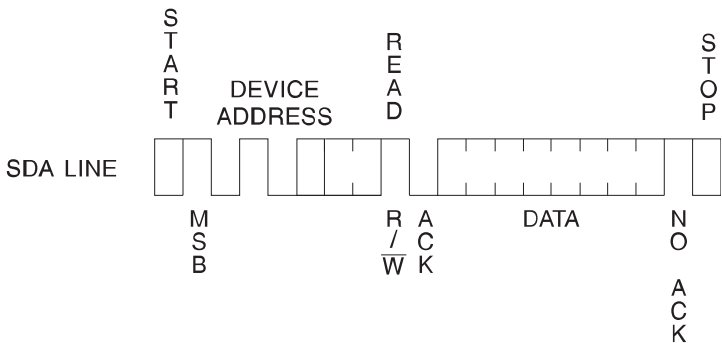 START
READ
STOP
DEVICE
ADDRESS
SDA LINE
MSB
R/W
ACK
DATA
NO ACK